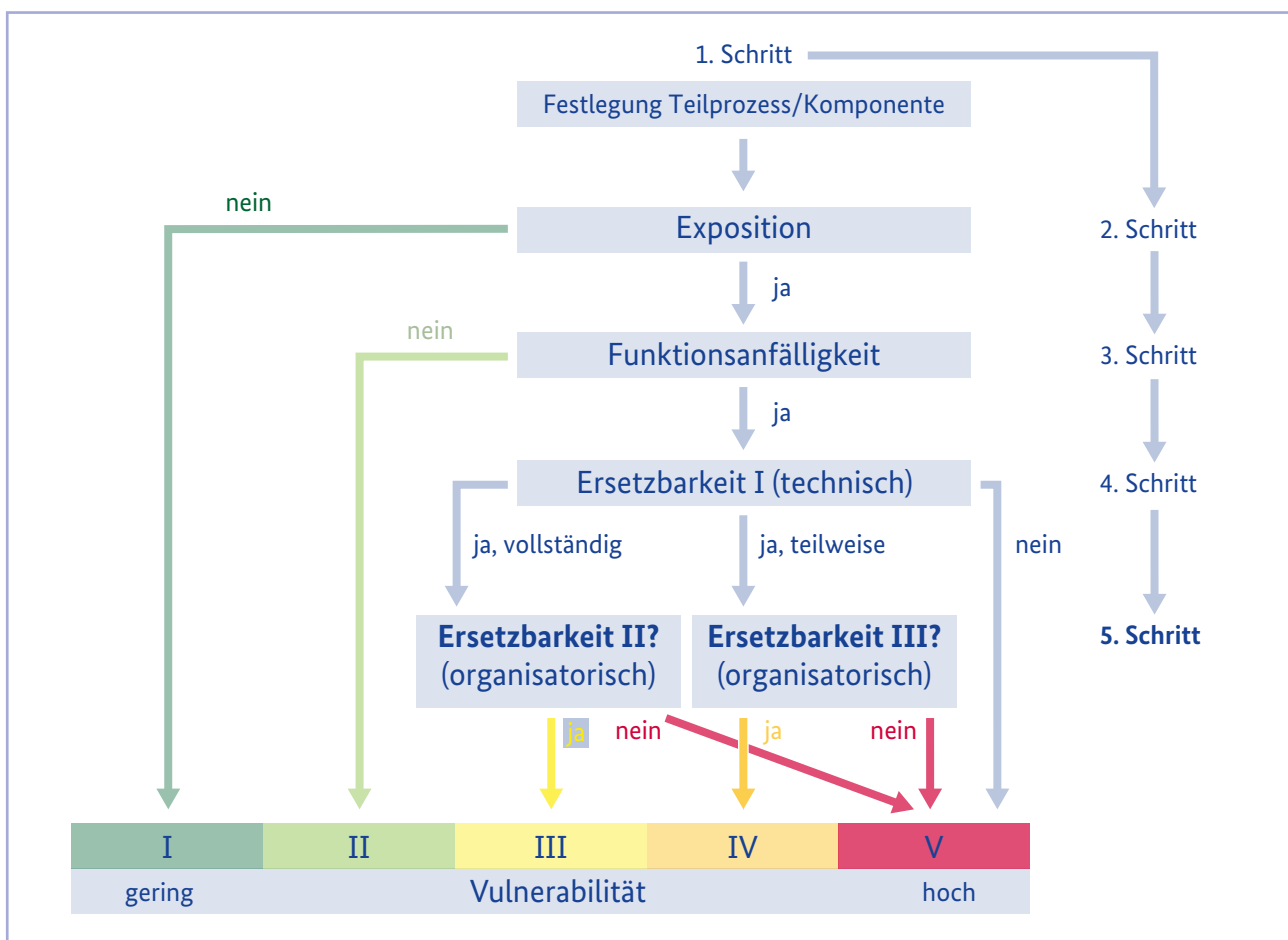 1. Schritt
Festlegung Teilprozess/Komponente
nein
Exposition
2. Schritt
ja
nein
Funktionsanfälligkeit
3. Schritt
ja
Ersetzbarkeit I (technisch)
4. Schritt
ja, vollständig
ja, teilweise
nein
Ersetzbarkeit II?
(organisatorisch)
Ersetzbarkeit III?
(organisatorisch)
5. Schritt
ja
nein
ja
nein
I
II
III
IV
V
gering
Vulnerabilität
hoch